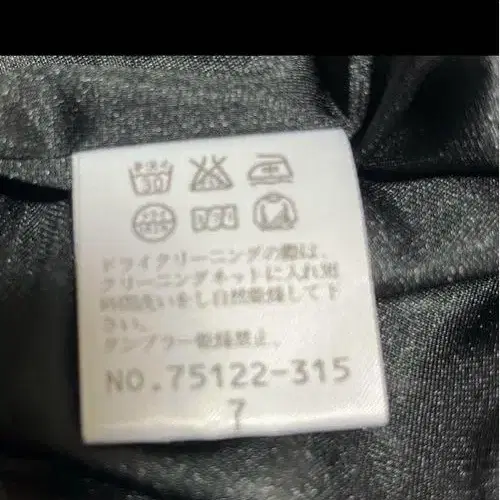 30
ドライクリーニングの際は、
クリーニングネットに入れ別
時間洗いをし自然乾燥して下
さい。
タンブラー乾燥禁止。
NO.75122-315
7